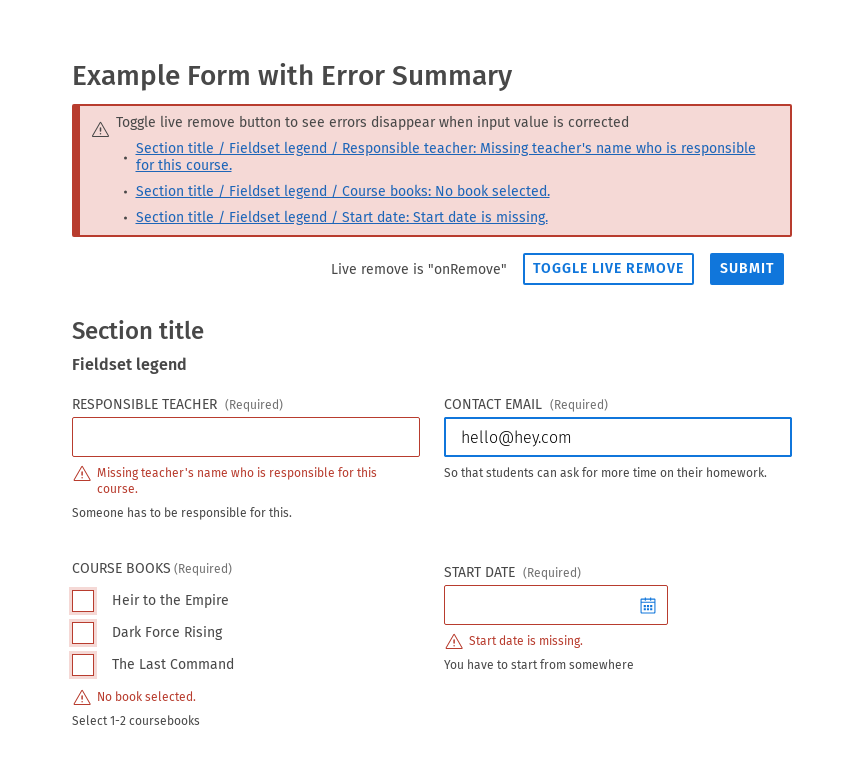 Example Form with Error Summary
Toggle live remove button to see errors disappear when input value is corrected
Section title / Fieldset legend / Responsible teacher: Missing teacher's name who is responsible
for this course.
Section title / Fieldset legend / Course books: No book selected.
Section title / Fieldset legend / Start date: Start date is missing.
Live remove is "onRemove"
TOGGLE LIVE REMOVE
SUBMIT
Section title
Fieldset legend
RESPONSIBLE TEACHER (Required)
Missing teacher's name who is responsible for this
course.
Someone has to be responsible for this.
CONTACT EMAIL (Required)
hello@hey.com
So that students can ask for more time on their homework.
COURSE BOOKS (Required)
Heir to the Empire
Dark Force Rising
The Last Command
No book selected.
Select 1-2 coursebooks
START DATE (Required)
Start date is missing.
You have to start from somewhere